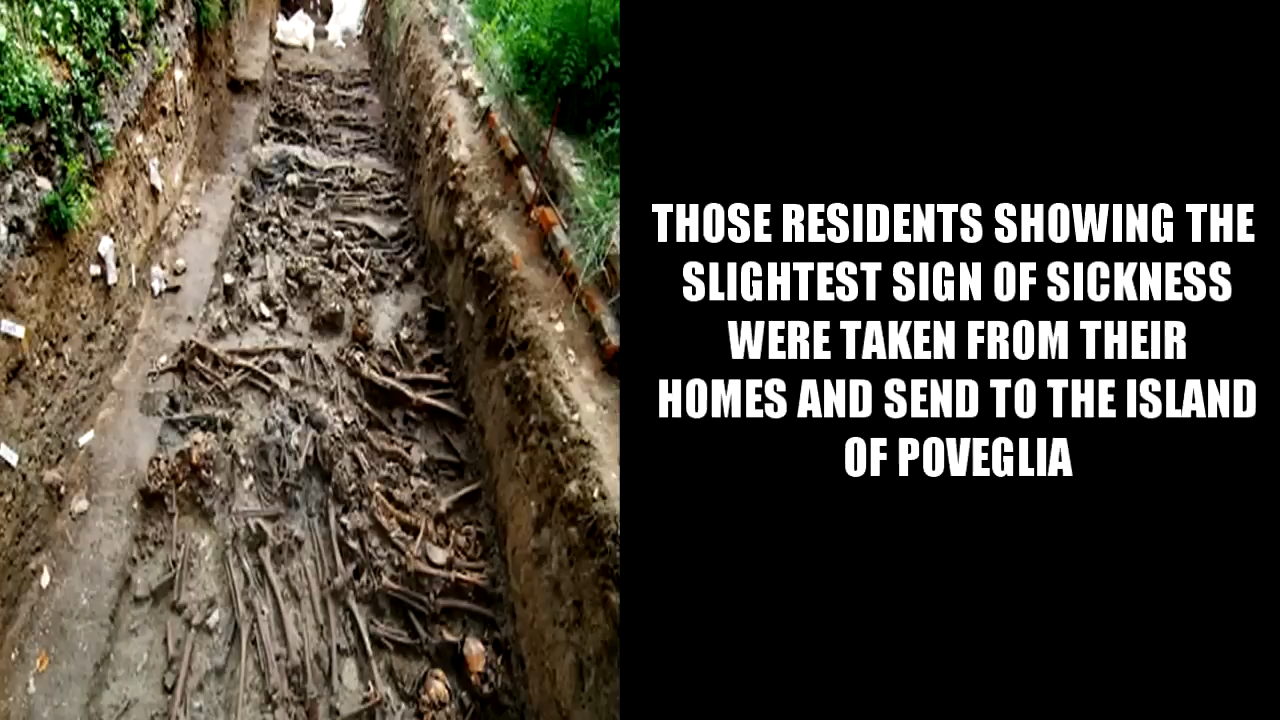 THOSE RESIDENTS SHOWING THE
SLIGHTEST SIGN OF SICKNESS
WERE TAKEN FROM THEIR
HOMES AND SEND TO THE ISLAND
OF POVEGLIA